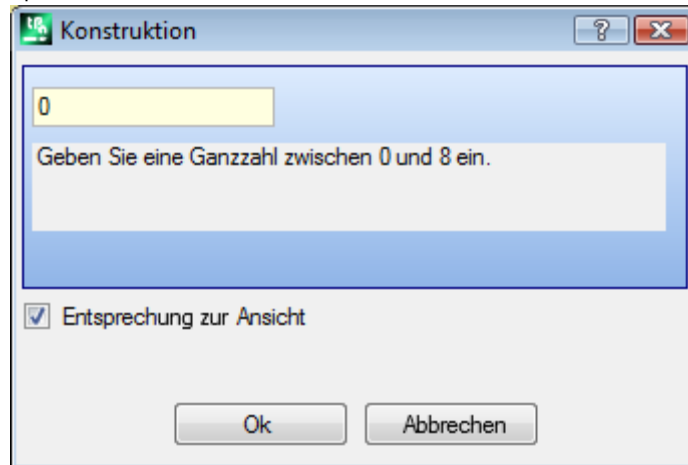 Konstruktion
0
Geben Sie eine Ganzzahl zwischen 0 und 8 ein.
Entsprechung zur Ansicht
Ok Abbrechen